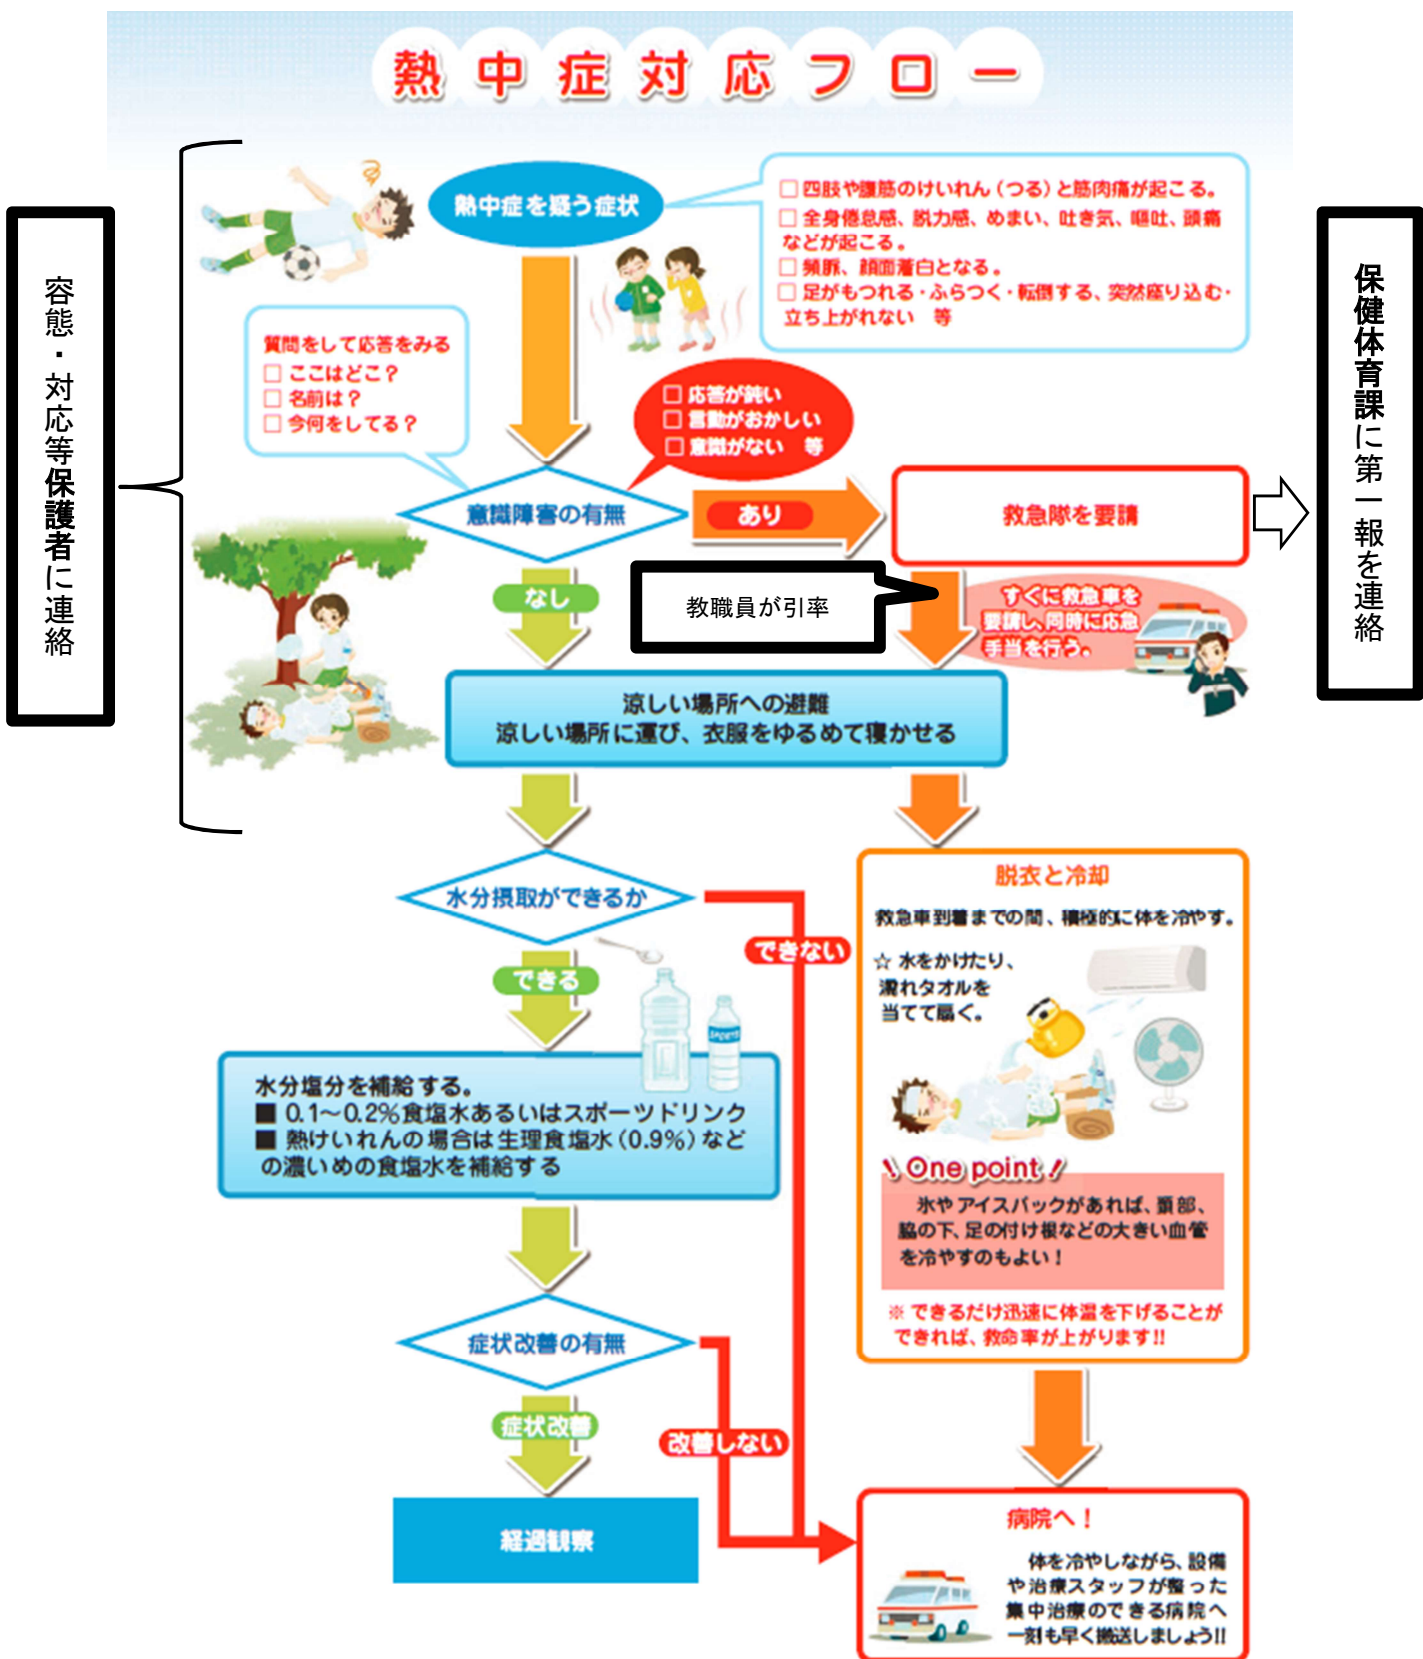 熱中症対応フロー
熱中症を疑う症状
□ 四肢や腹筋のけいれん（つる）と筋肉痛が起こる。
□ 全身倦怠感、脱力感、めまい、吐き気、嘔吐、頭痛
などが起こる。
□ 頻脈、顔面蒼白となる。
□ 足がもつれる・ふらつく・転倒する、突然座り込む・
立ち上がれない　等
容態・対応等保護者に連絡
保健体育課に第一報を連絡
質問をして応答をみる
□ ここはどこ？
□ 名前は？
□ 今何をしてる？
□ 応答が鈍い
□ 言動がおかしい
□ 意識がない　等
意識障害の有無
あり
救急隊を要請
なし
教職員が引率
すぐに救急車を
要請し、同時に応急
手当を行う。
涼しい場所への避難
涼しい場所に運び、衣服をゆるめて寝かせる
水分摂取ができるか
できない
できる
SPORTS
水分塩分を補給する。
■ 0.1～0.2%食塩水あるいはスポーツドリンク
■ 熱けいれんの場合は生理食塩水（0.9%）など
の濃いめの食塩水を補給する
脱衣と冷却
救急車到着までの間、積極的に体を冷やす。
☆ 水をかけたり、
濡れタオルを
当てて扇ぐ。
One point !
氷やアイスパックがあれば、頭部、
脇の下、足の付け根などの大きい血管
を冷やすのもよい！
※ できるだけ迅速に体温を下げることが
できれば、救命率が上がります!!
症状改善の有無
症状改善
改善しない
経過観察
病院へ！
体を冷やしながら、設備
や治療スタッフが整った
集中治療のできる病院へ
一刻も早く搬送しましょう!!